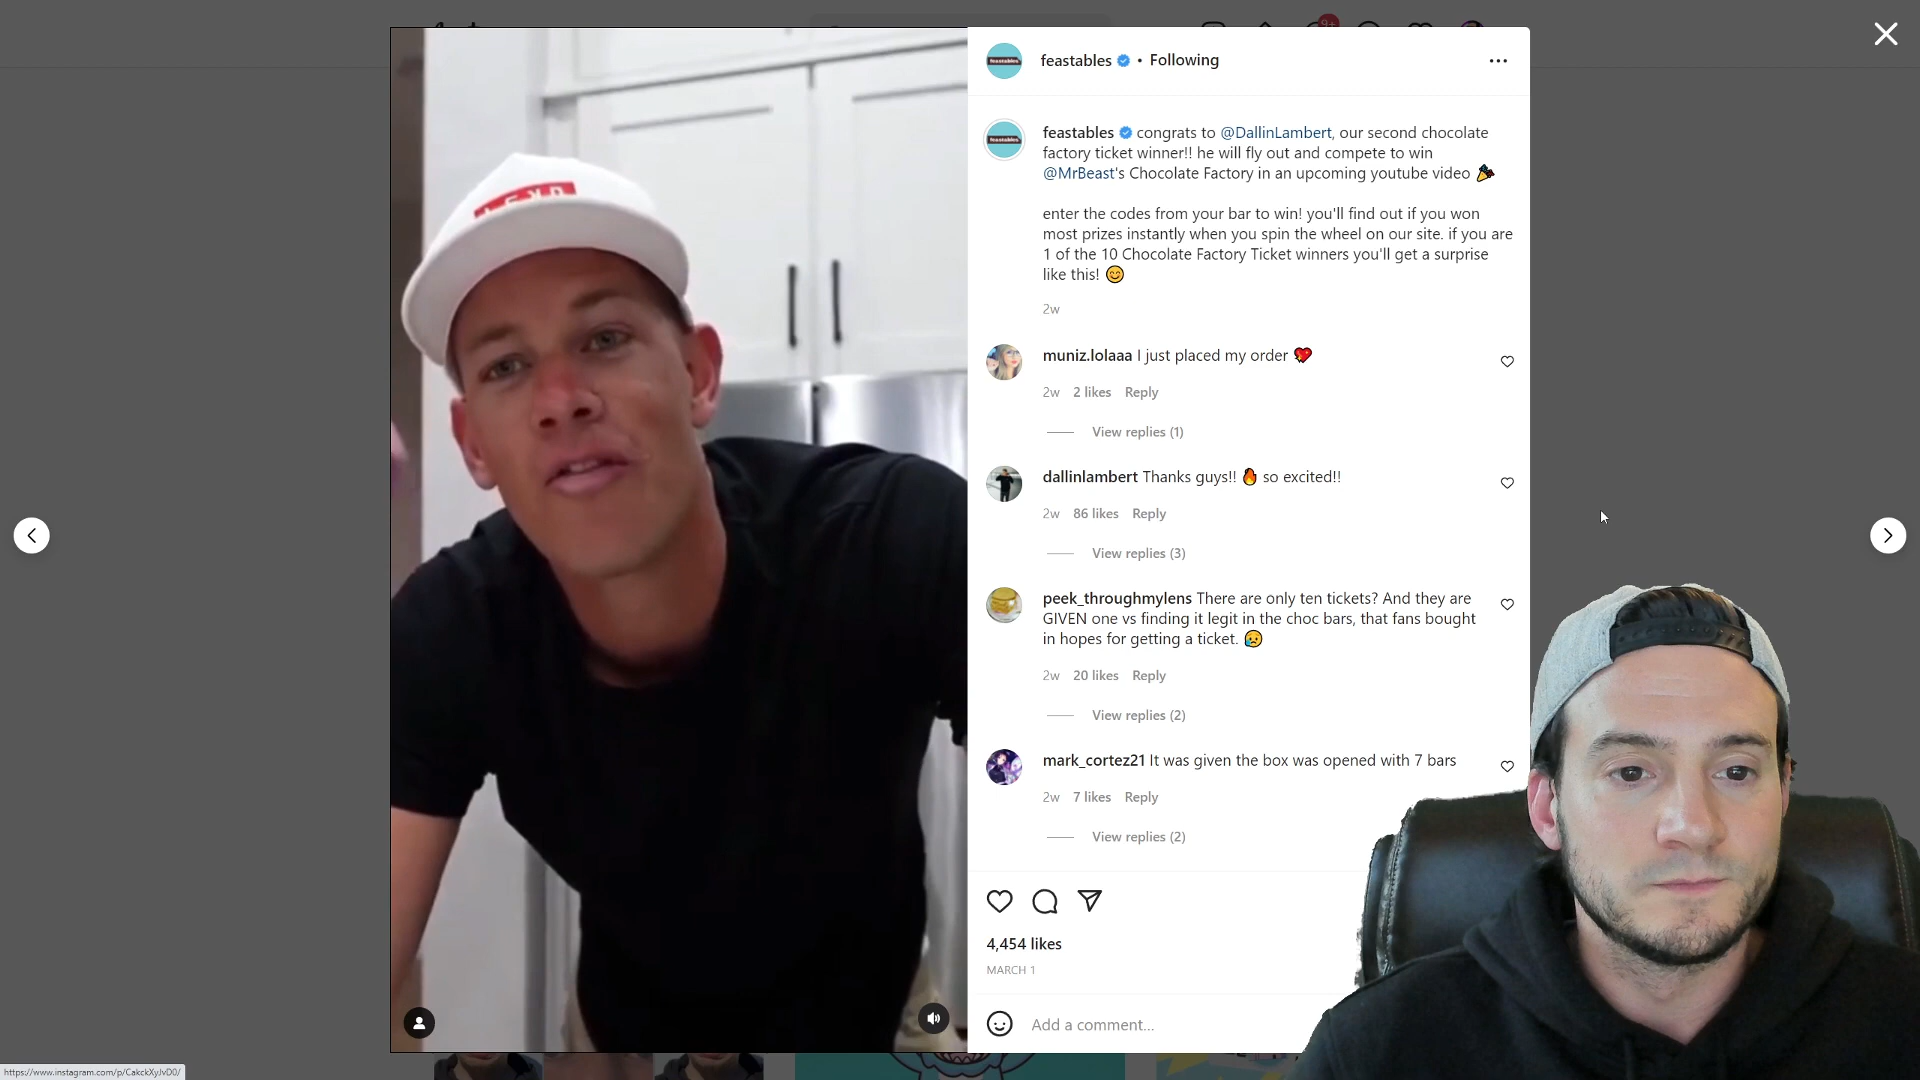 9+
feastables • Following
feastables congrats to @DallinLambert, our second chocolate
factory ticket winner!! he will fly out and compete to win
@MrBeast's Chocolate Factory in an upcoming youtube video
enter the codes from your bar to win! you'll find out if you won
most prizes instantly when you spin the wheel on our site. if you are
1 of the 10 Chocolate Factory Ticket winners you'll get a surprise
like this! 😊
2w
muniz.lolaaa I just placed my order 💖
2w 2 likes Reply
View replies (1)
dallinlambert Thanks guys!! 🔥 so excited!!
2w 86 likes Reply
View replies (3)
peek_throughmylens There are only ten tickets? And they are
GIVEN one vs finding it legit in the choc bars, that fans bought
in hopes for getting a ticket. 😥
2w 20 likes Reply
View replies (2)
mark_cortez21 It was given the box was opened with 7 bars
2w 7 likes Reply
View replies (2)
4,454 likes
MARCH 1
Add a comment...